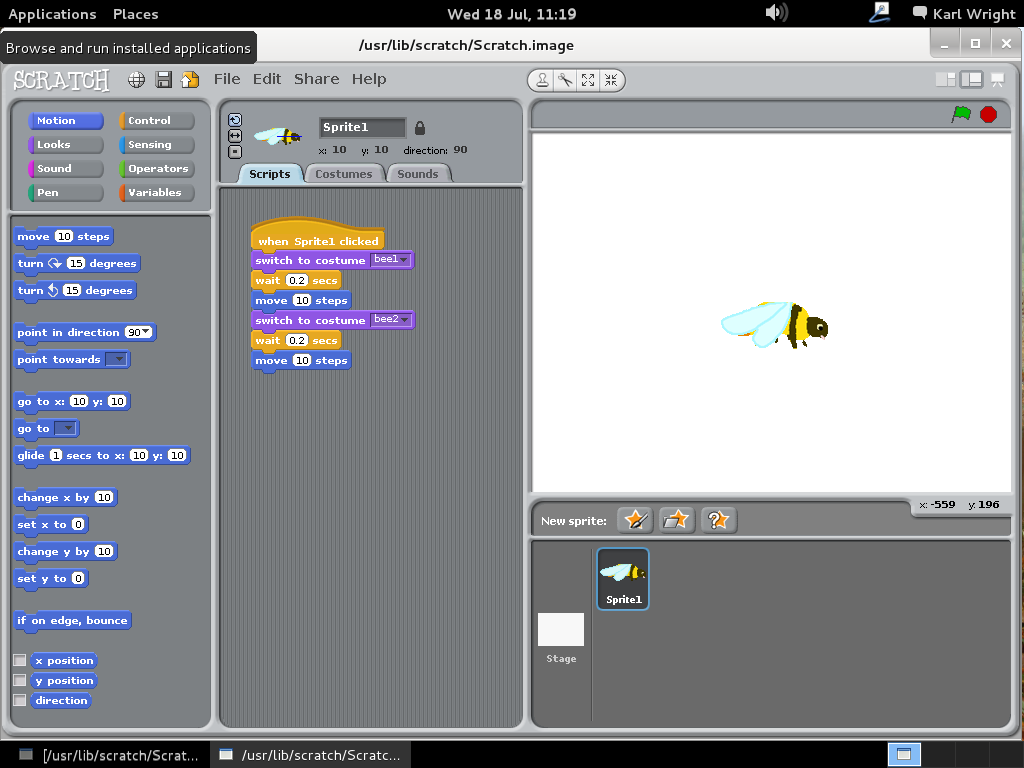 Applications Places Wed 18 Jul, 11:19 Karl Wright
Browse and run installed applications
/usr/lib/scratch/Scratch.image
SCRATCH File Edit Share Help
Motion Control
Looks Sensing
Sound Operators
Pen Variables
move 10 steps
turn 15 degrees
turn 15 degrees
point in direction 90
point towards
go to x: 10 y: 10
go to
glide 1 secs to x: 10 y: 10
change x by 10
set x to 0
change y by 10
set y to 0
if on edge, bounce
x position
y position
direction
Sprite1
x: 10 y: 10 direction: 90
Scripts Costumes Sounds
when Sprite1 clicked
switch to costume bee1
wait 0.2 secs
move 10 steps
switch to costume bee2
wait 0.2 secs
move 10 steps
x: -559 y: 196
New sprite:
Sprite1
Stage
[/usr/lib/scratch/Scrat... /usr/lib/scratch/Scratc...